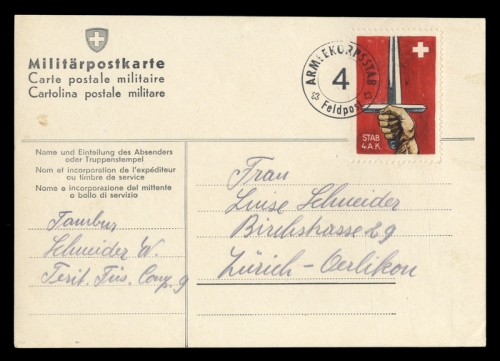 Militärpostkarte
Carte postale militaire
Cartolina postale militare
ARMEEKORPSSTAB
4
Feldpost
STAB
4.A.K.
Name und Einteilung des Absenders
oder Truppenstempel
Nom et incorporation de l'expéditeur
ou timbre de service
Nome e incorporazione del mittente
o bollo di servizio
Tambur
Schneider W.
Terit. Füs. Comp. 9
Frau
Luise Schneider
Birchstrasse 29
Zürich-Oerlikon